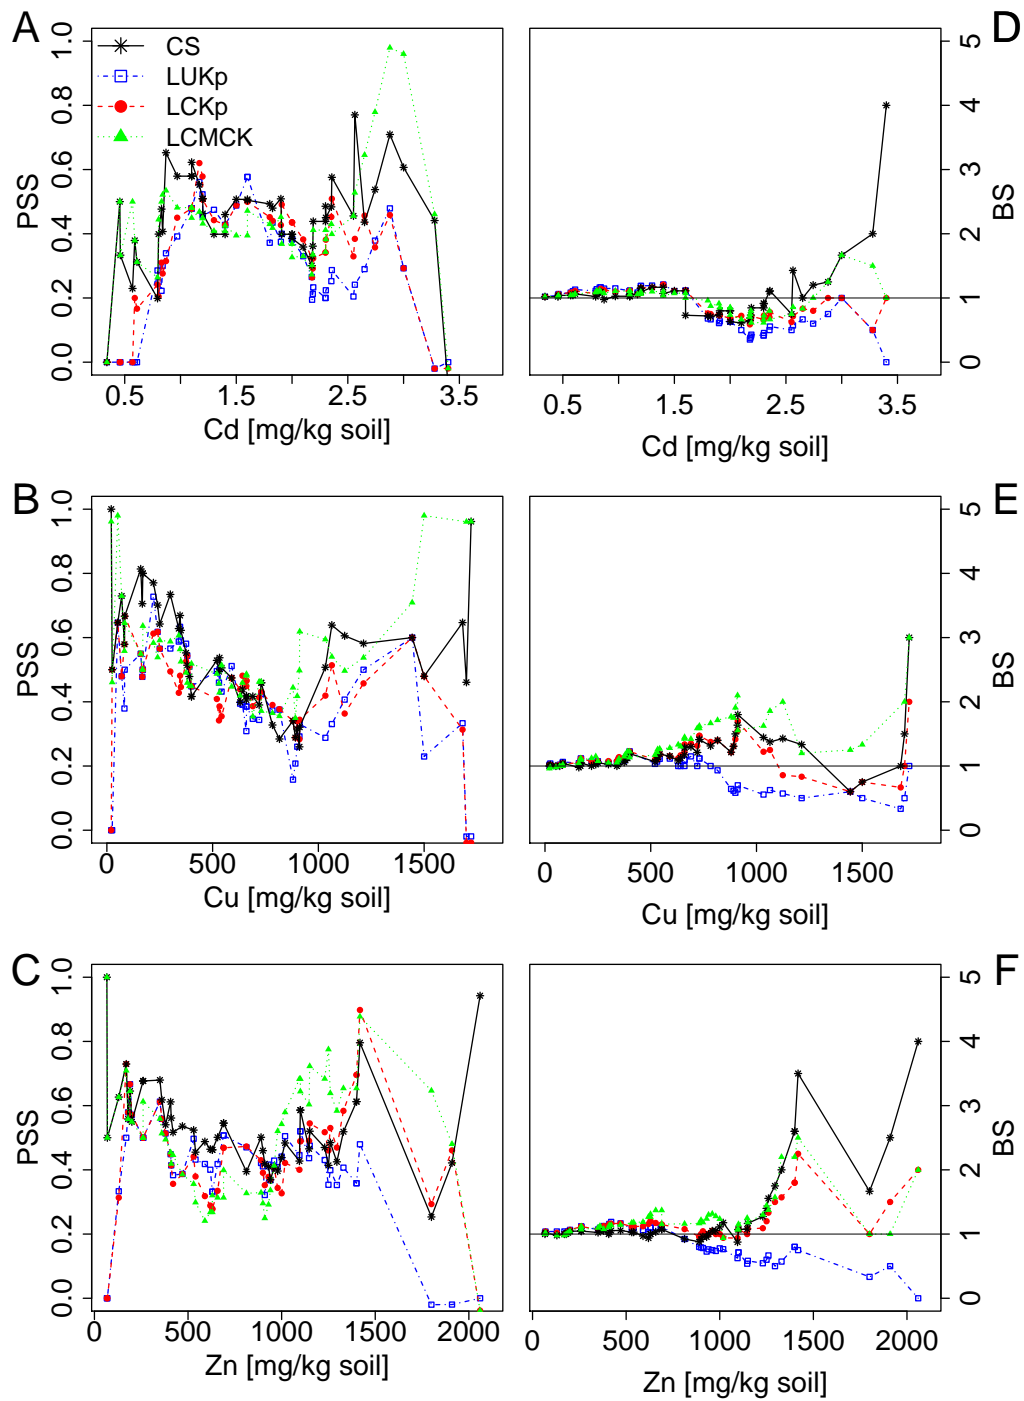 A
D
CS
LUKp
LCKp
LCMCK
PSS
0.0 0.2 0.4 0.6 0.8 1.0
0.5 1.5 2.5 3.5
Cd [mg/kg soil]
BS
0 1 2 3 4 5
0.5 1.5 2.5 3.5
Cd [mg/kg soil]
B
E
PSS
0.0 0.2 0.4 0.6 0.8 1.0
0 500 1000 1500
Cu [mg/kg soil]
BS
0 1 2 3 4 5
0 500 1000 1500
Cu [mg/kg soil]
C
F
PSS
0.0 0.2 0.4 0.6 0.8 1.0
0 500 1000 1500 2000
Zn [mg/kg soil]
BS
0 1 2 3 4 5
0 500 1000 1500 2000
Zn [mg/kg soil]